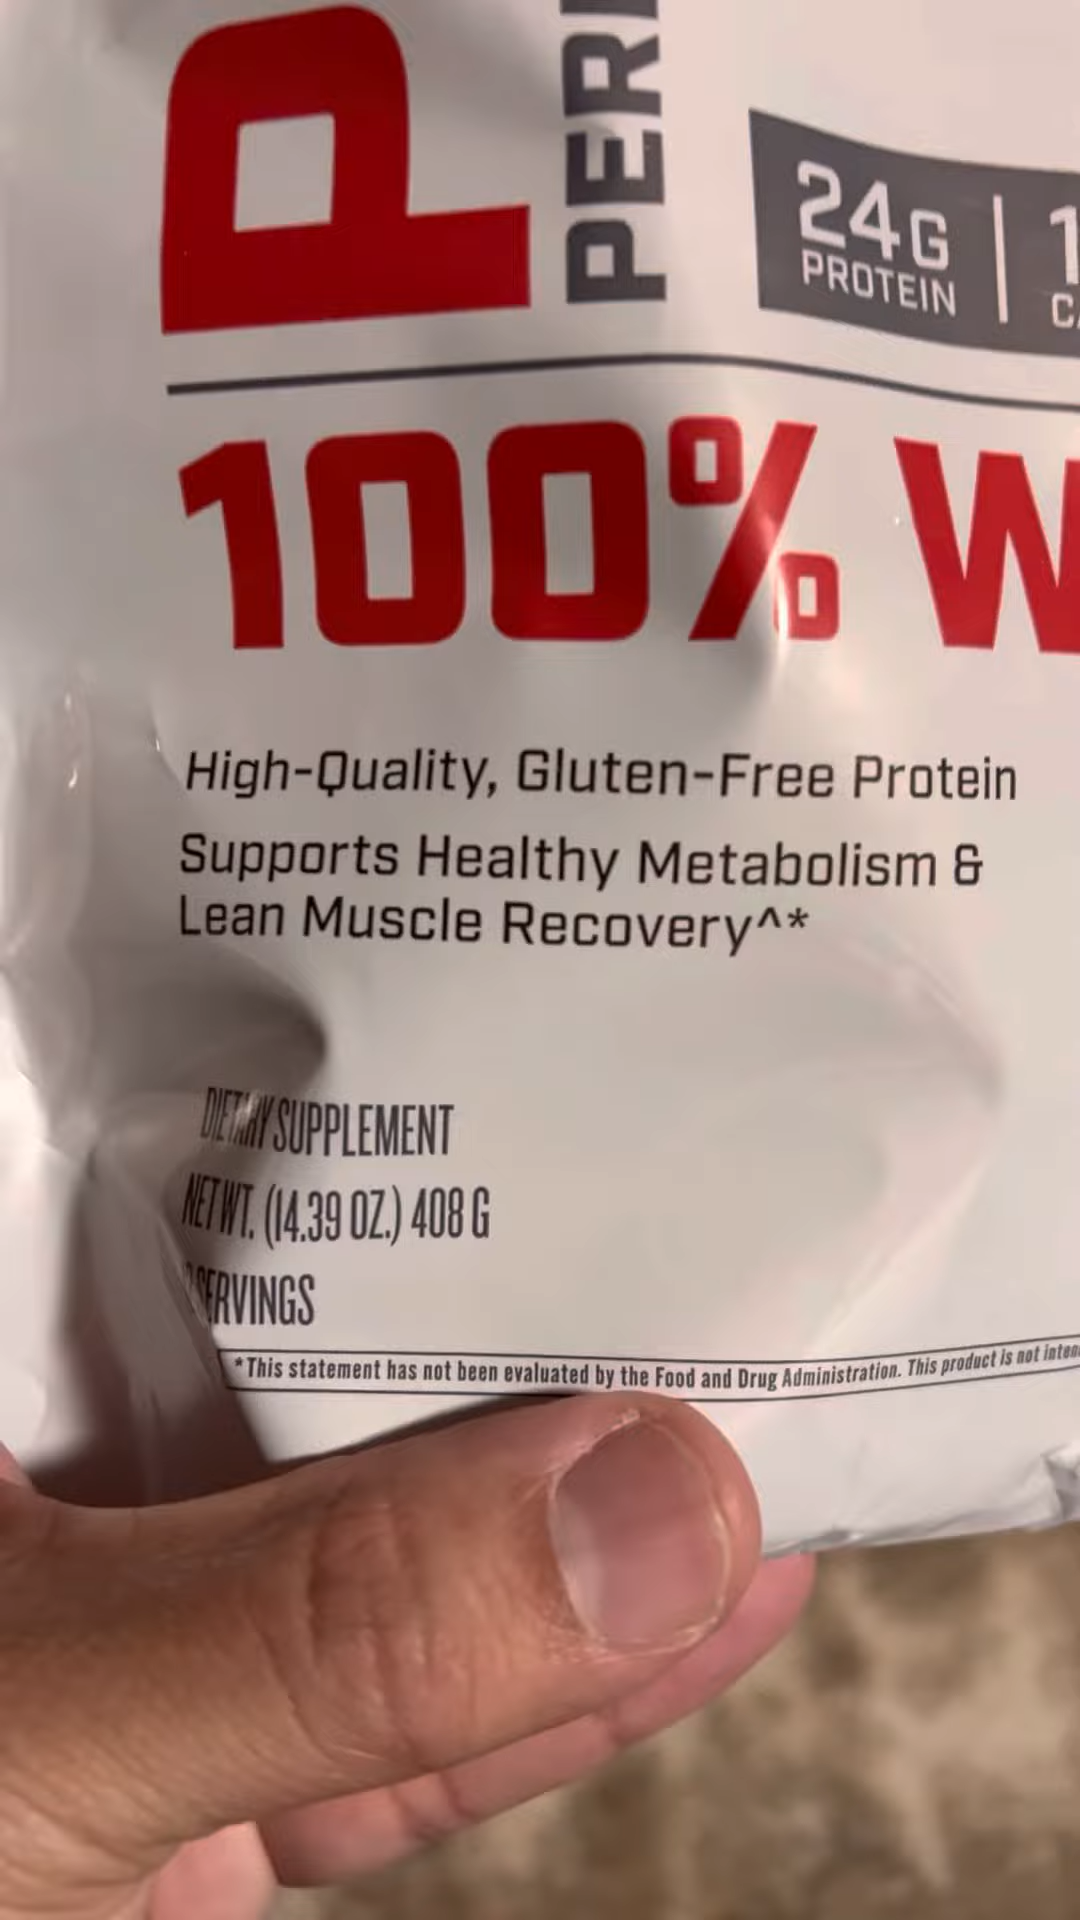 P
PER
24G
PROTEIN
100% W
High-Quality, Gluten-Free Protein
Supports Healthy Metabolism &
Lean Muscle Recovery^*
DIETARY SUPPLEMENT
NET WT. (14.39 OZ.) 408 G
SERVINGS
*This statement has not been evaluated by the Food and Drug Administration. This product is not